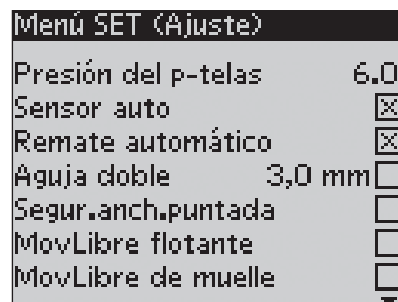 Menú SET (Ajuste)
Presión del p-telas 6.0
Sensor auto
Remate automático
Aguja doble 3,0 mm
Segur.anch.puntada
MovLibre flotante
MovLibre de muelle